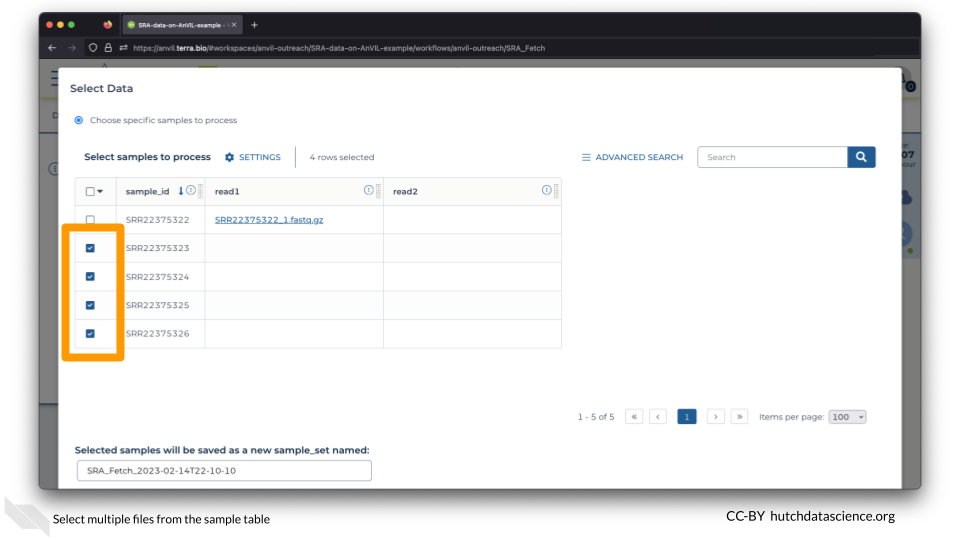 SRA-data-on-AnVIL-example –
https://anvil.terra.bio/#workspaces/anvil-outreach/SRA-data-on-AnVIL-example/workflows/anvil-outreach/SRA_Fetch
Select Data
Choose specific samples to process
Select samples to process SETTINGS 4 rows selected ADVANCED SEARCH Search
sample_id read1 read2
SRR22375322 SRR22375322_1.fastq.gz
SRR22375323
SRR22375324
SRR22375325
SRR22375326
1 - 5 of 5 « ‹ 1 › » Items per page: 100
Selected samples will be saved as a new sample_set named:
SRA_Fetch_2023-02-14T22-10-10
Select multiple files from the sample table
CC-BY hutchdatascience.org